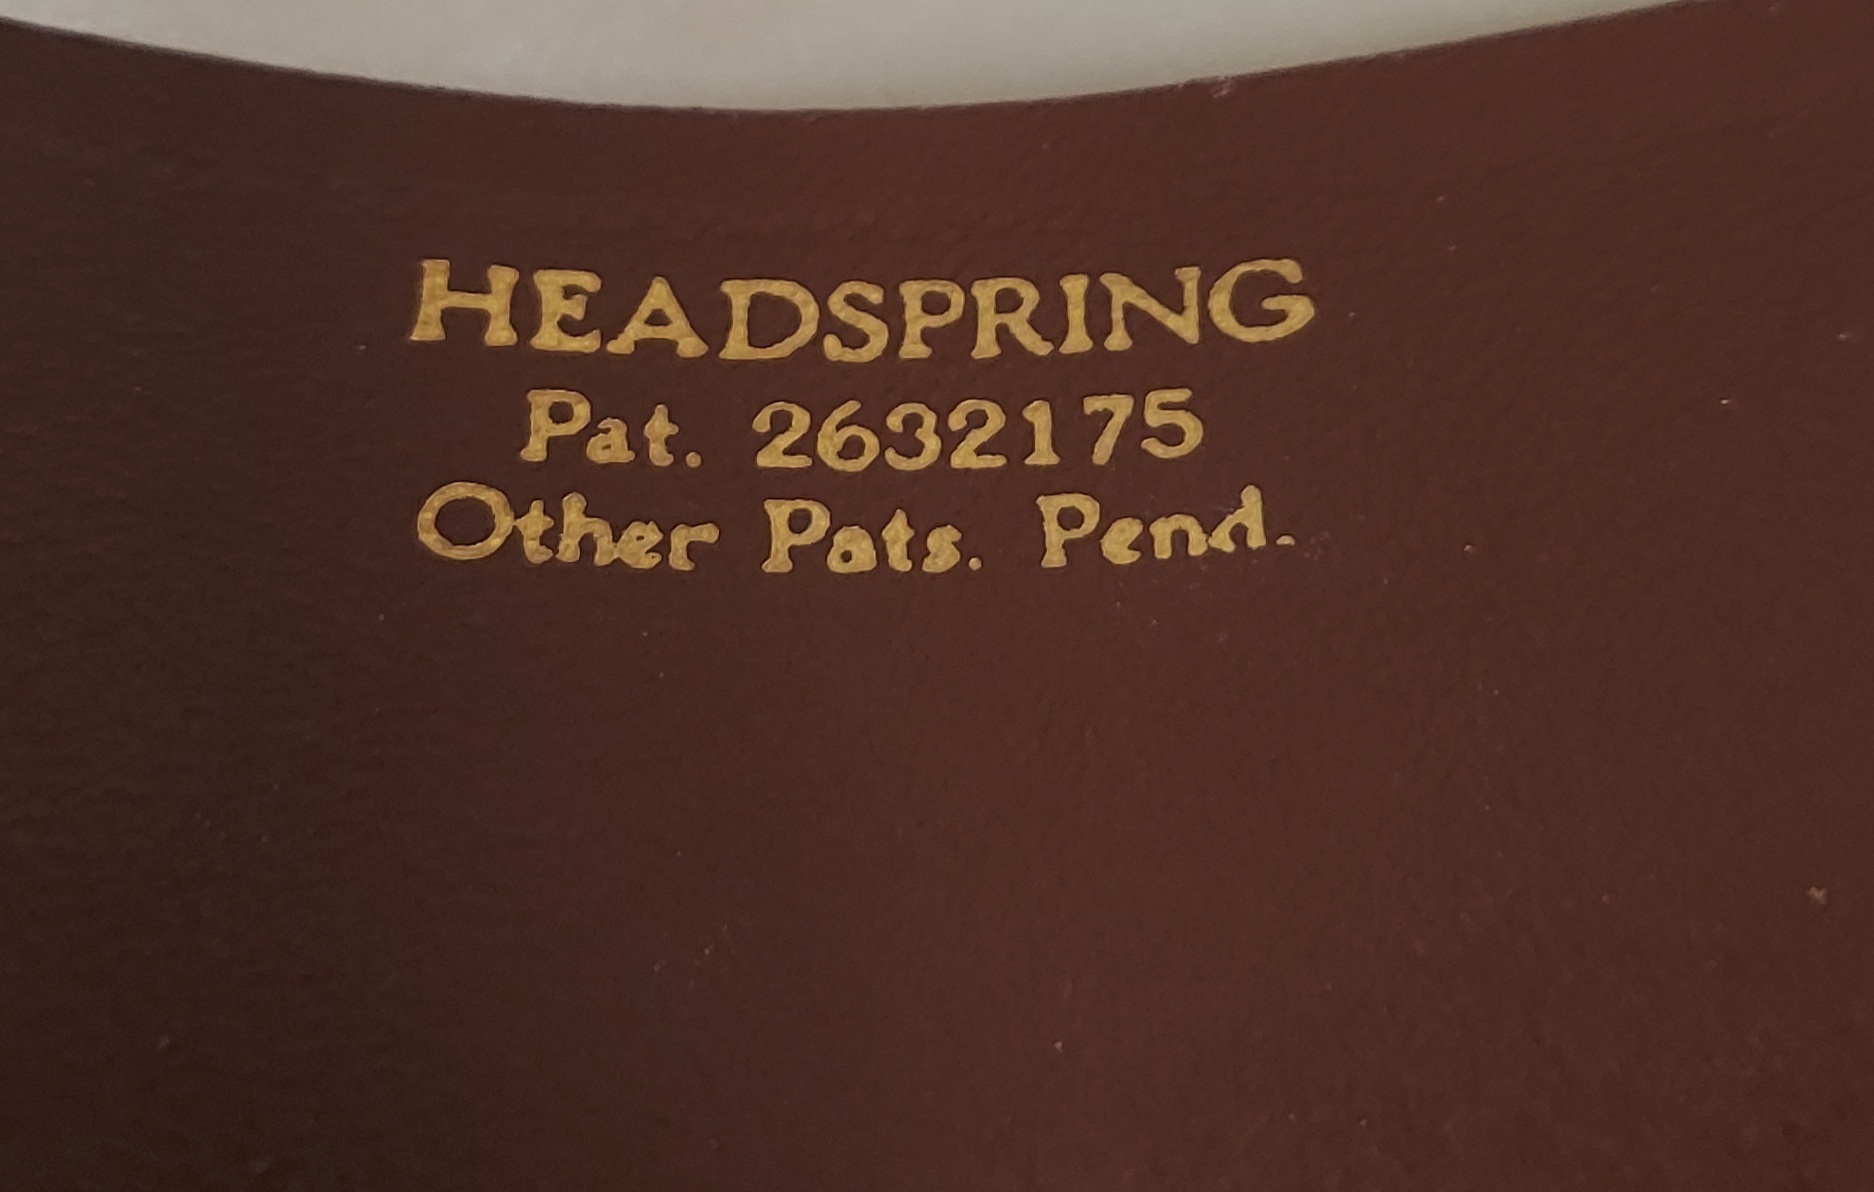 HEADSPRING
Pat. 2632175
Other Pats. Pend.